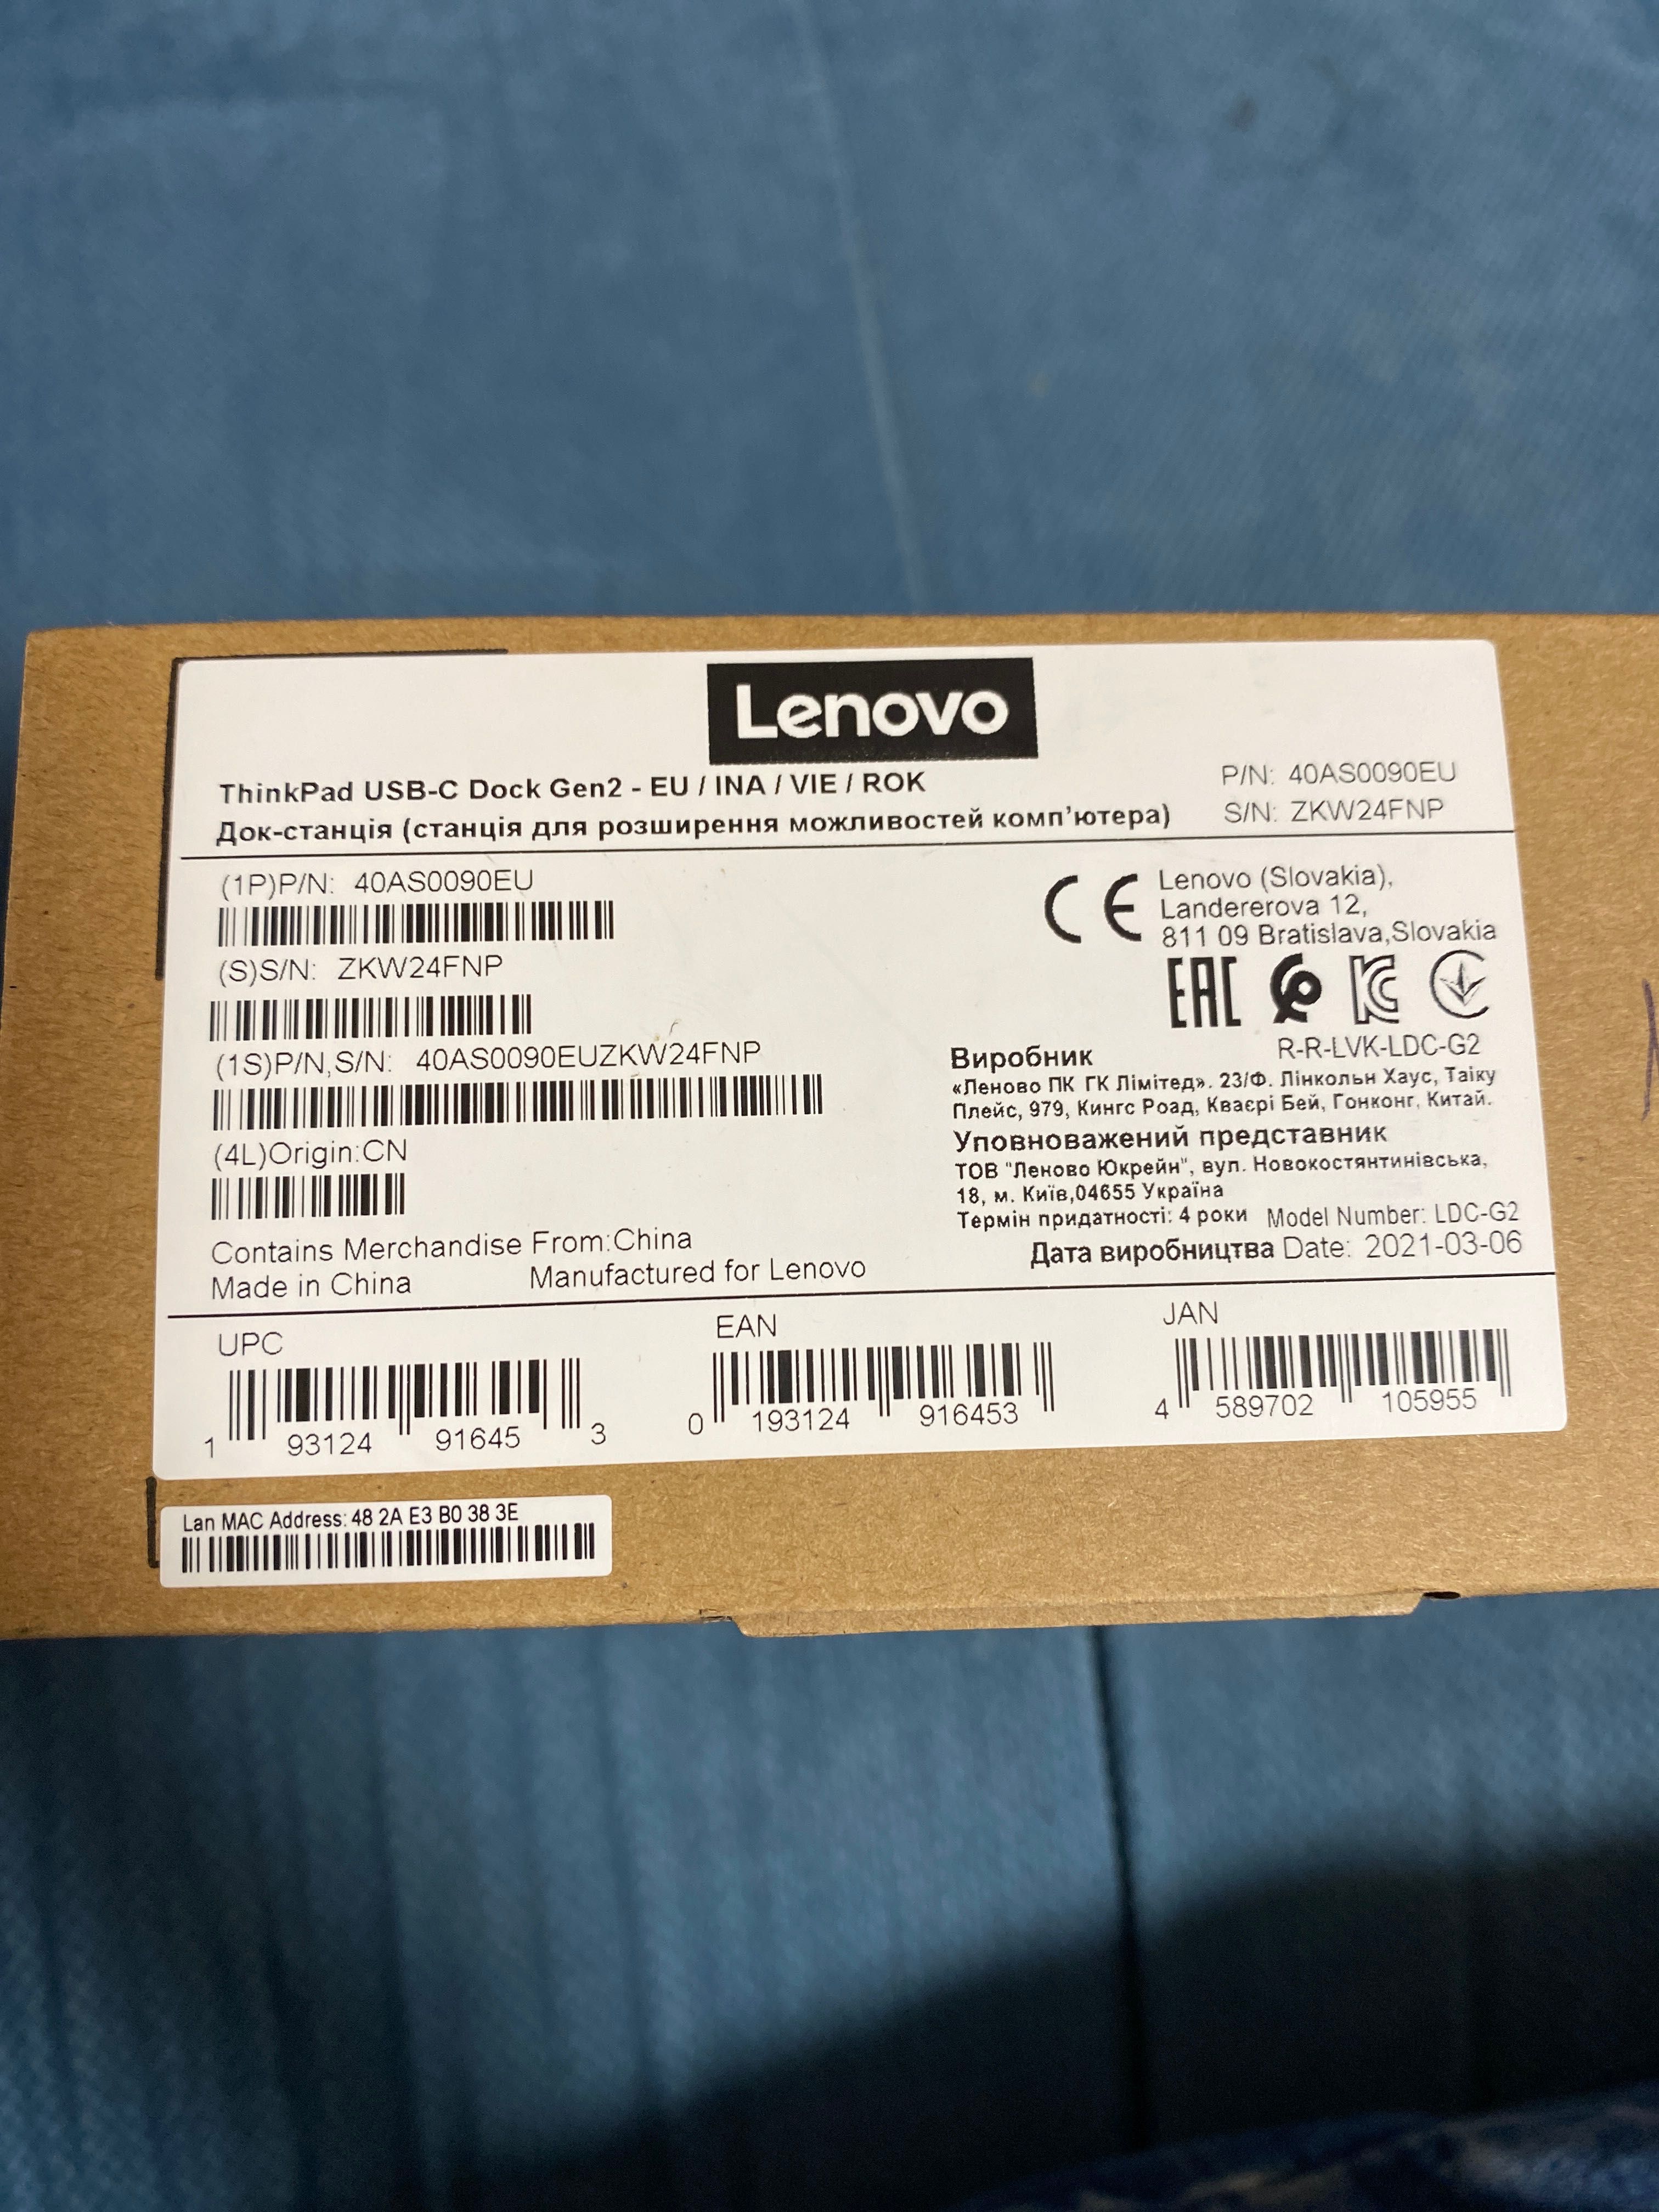 Lenovo
ThinkPad USB-C Dock Gen2 - EU / INA / VIE / ROK
Док-станція (станція для розширення можливостей комп'ютера)
P/N: 40AS0090EU
S/N: ZKW24FNP
(1P)P/N: 40AS0090EU
(S)S/N: ZKW24FNP
(1S)P/N,S/N: 40AS0090EUZKW24FNP
(4L)Origin:CN
Contains Merchandise From:China
Made in China Manufactured for Lenovo
CE
Lenovo (Slovakia),
Landererova 12,
811 09 Bratislava,Slovakia
EAC
R-R-LVK-LDC-G2
Виробник
«Леново ПК ГК Лімітед». 23/Ф. Лінкольн Хаус, Таіку
Плейс, 979, Кингс Роад, Кваєрі Бей, Гонконг, Китай.
Уповноважений представник
ТОВ "Леново Юкрейн", вул. Новокостянтинівська,
18, м. Київ,04655 Україна
Термін придатності: 4 роки Model Number: LDC-G2
Дата виробництва Date: 2021-03-06
UPC
1 93124 91645 3
EAN
0 193124 916453
JAN
4 589702 105955
Lan MAC Address: 48 2A E3 B0 38 3E